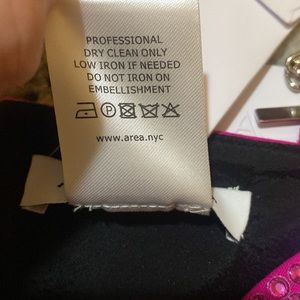 PROFESSIONAL
DRY CLEAN ONLY
LOW IRON IF NEEDED
DO NOT IRON ON
EMBELLISHMENT
www.area.nyc